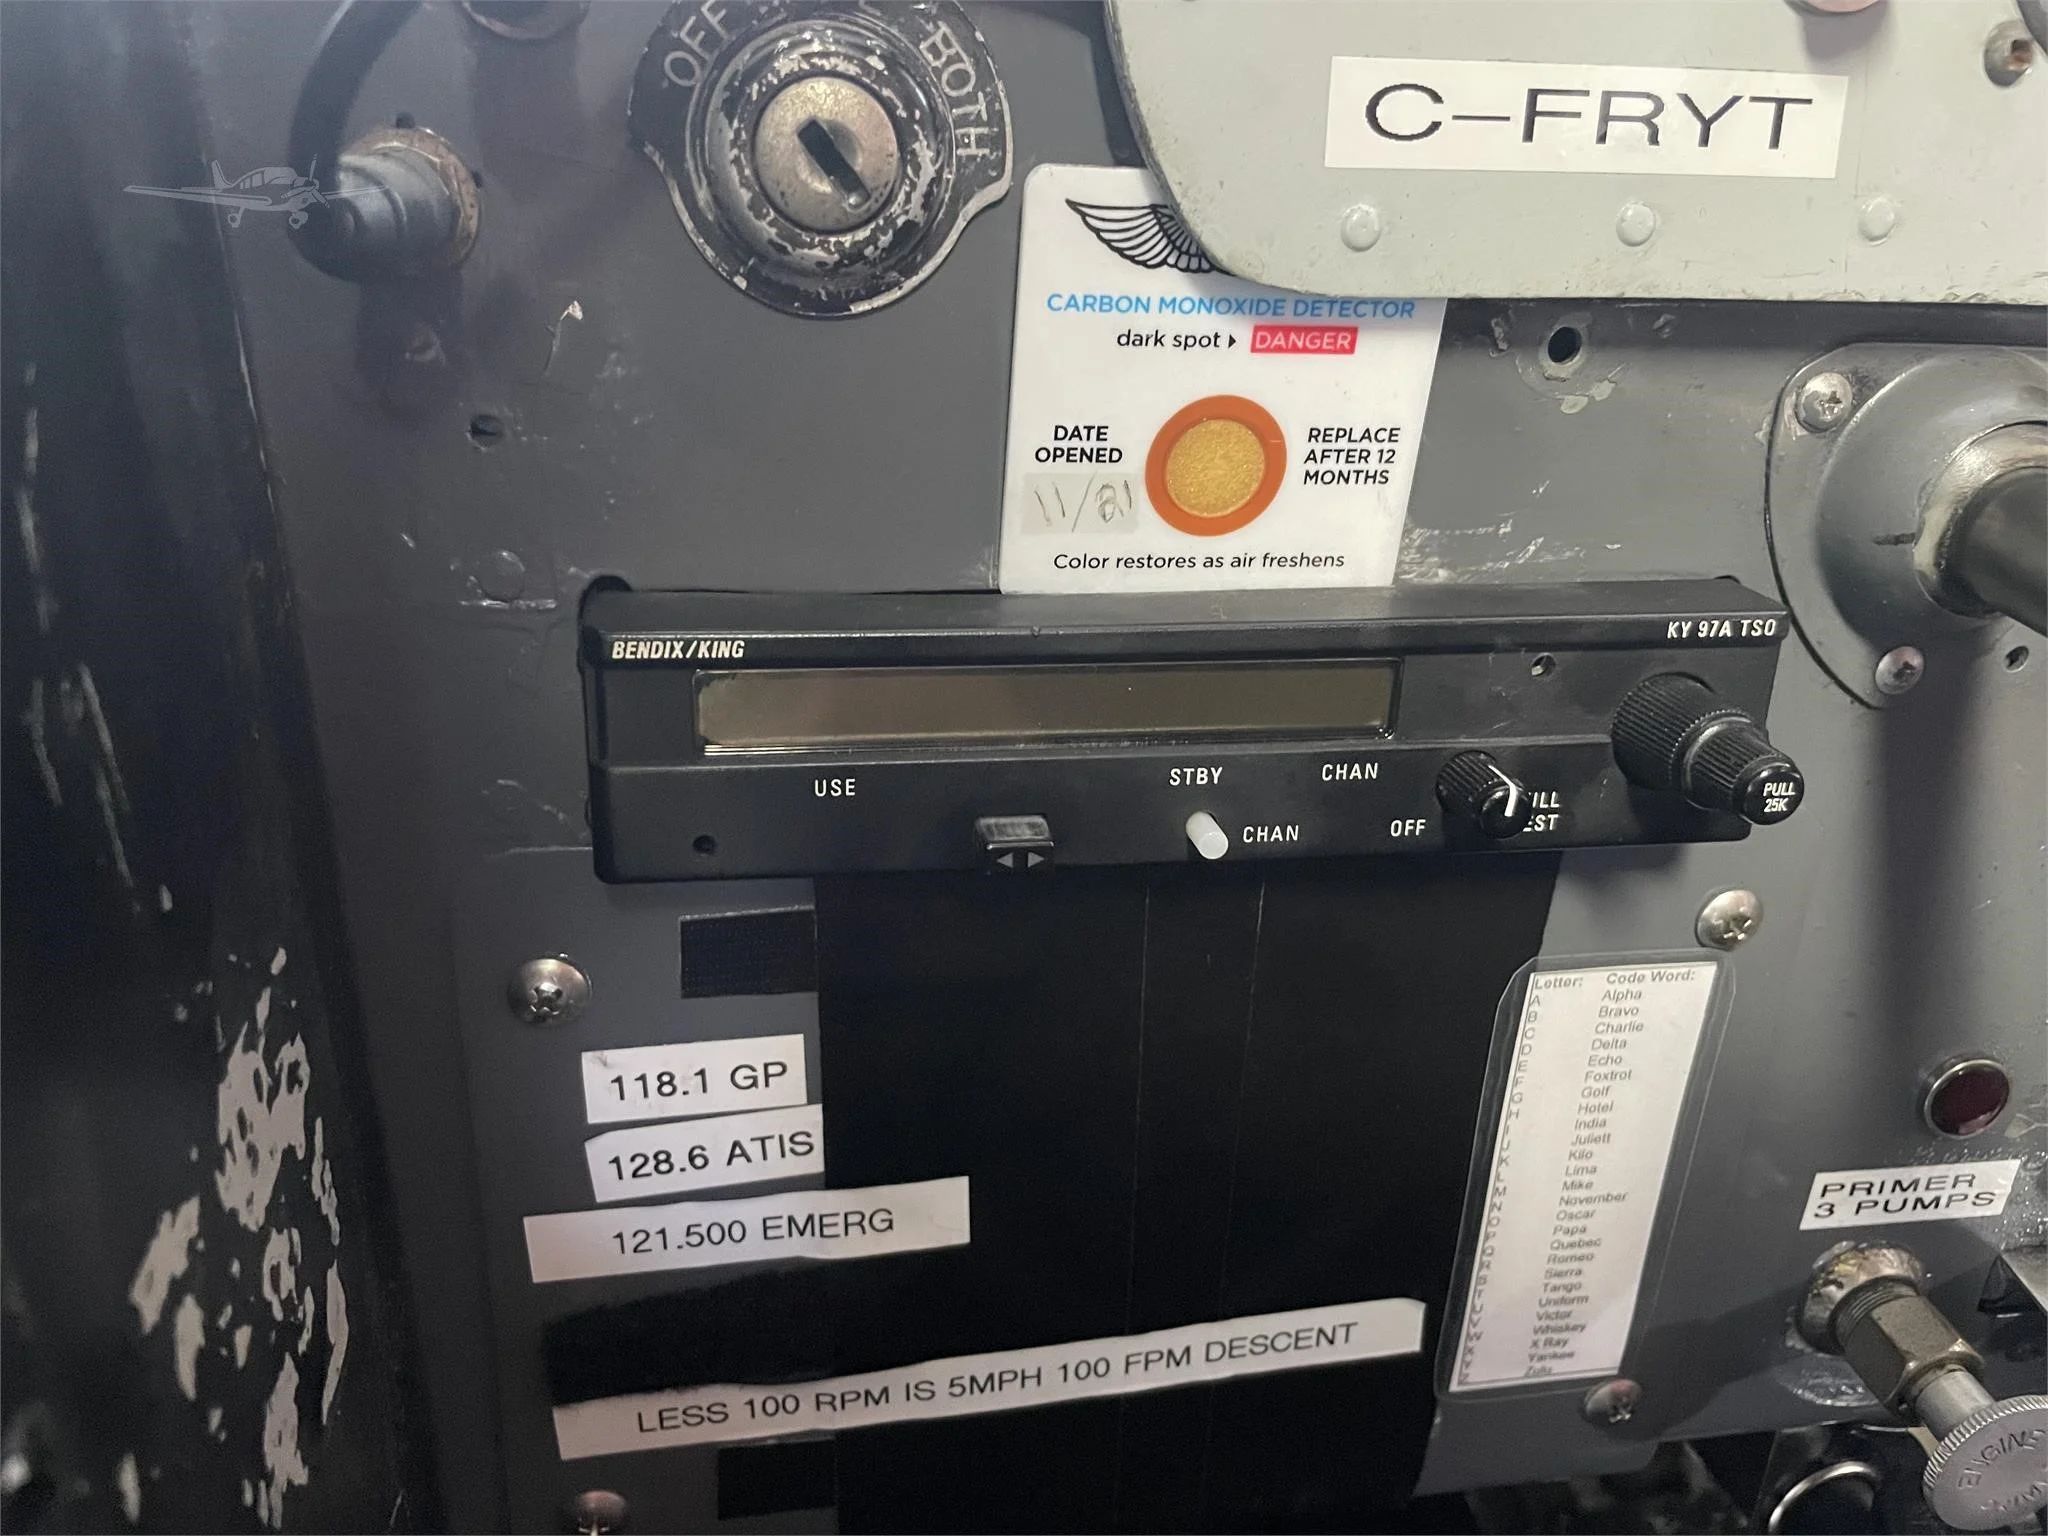 OFF
BOTH
C-FRYT
CARBON MONOXIDE DETECTOR
dark spot DANGER
DATE
OPENED
11/21
REPLACE
AFTER 12
MONTHS
Color restores as air freshens
BENDIX/KING
KY 97A TSO
USE
STBY
CHAN
CHAN
OFF
PULL
25K
118.1 GP
128.6 ATIS
121.500 EMERG
LESS 100 RPM IS 5MPH 100 FPM DESCENT
Letter: Code Word:
A Alpha
B Bravo
C Charlie
D Delta
E Echo
F Foxtrot
G Golf
H Hotel
I India
J Juliett
K Kilo
L Lima
M Mike
N November
O Oscar
P Papa
Q Quebec
R Romeo
S Sierra
T Tango
U Uniform
V Victor
W Whiskey
X X Ray
Y Yankee
Z Zulu
PRIMER
3 PUMPS
ENGINE